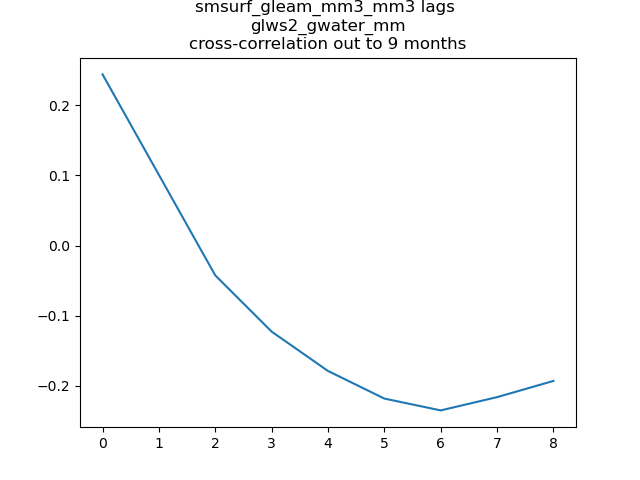 smsurf_gleam_mm3_mm3 lags
glws2_gwater_mm
cross-correlation out to 9 months
0.2
0.1
0.0
−0.1
−0.2
0 1 2 3 4 5 6 7 8